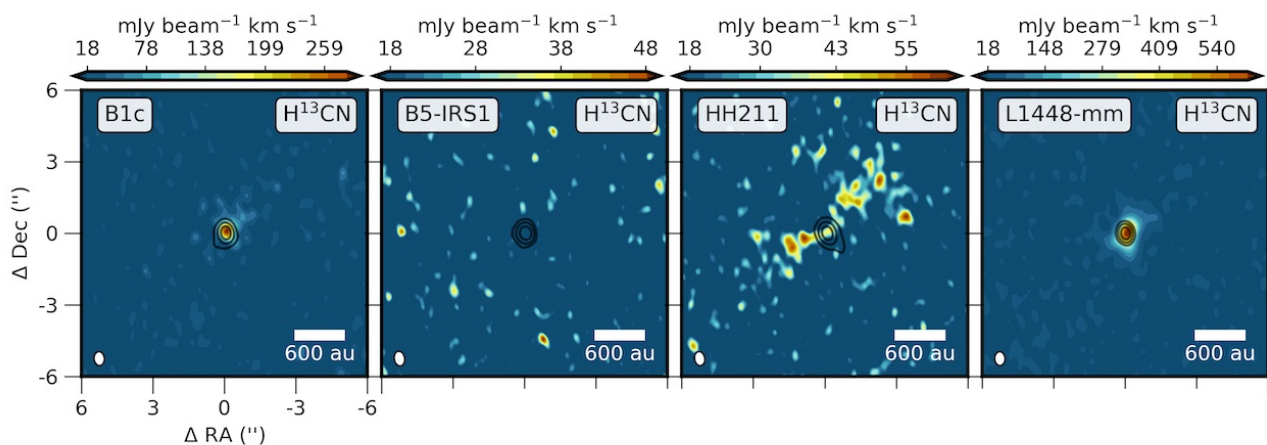 mJy beam⁻¹ km s⁻¹ mJy beam⁻¹ km s⁻¹ mJy beam⁻¹ km s⁻¹ mJy beam⁻¹ km s⁻¹
18 78 138 199 259 18 28 38 48 18 30 43 55 18 148 279 409 540
B1c H¹³CN B5-IRS1 H¹³CN HH211 H¹³CN L1448-mm H¹³CN
6
3
0
-3
-6
Δ Dec ('')
600 au 600 au 600 au 600 au
6 3 0 -3 -6
Δ RA ('')